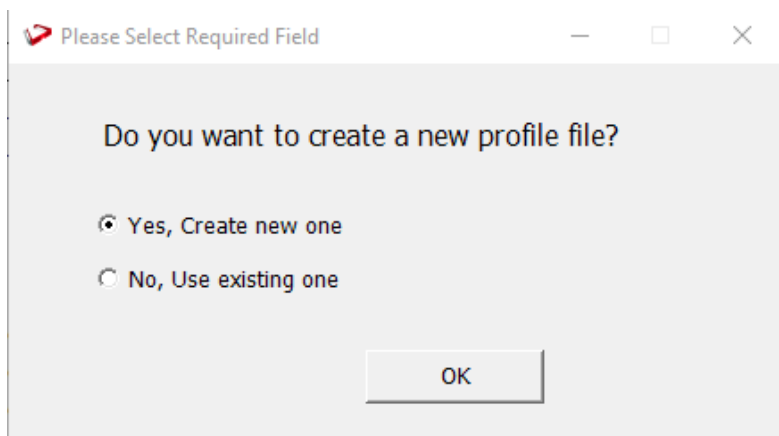 Please Select Required Field
Do you want to create a new profile file?
Yes, Create new one
No, Use existing one
OK